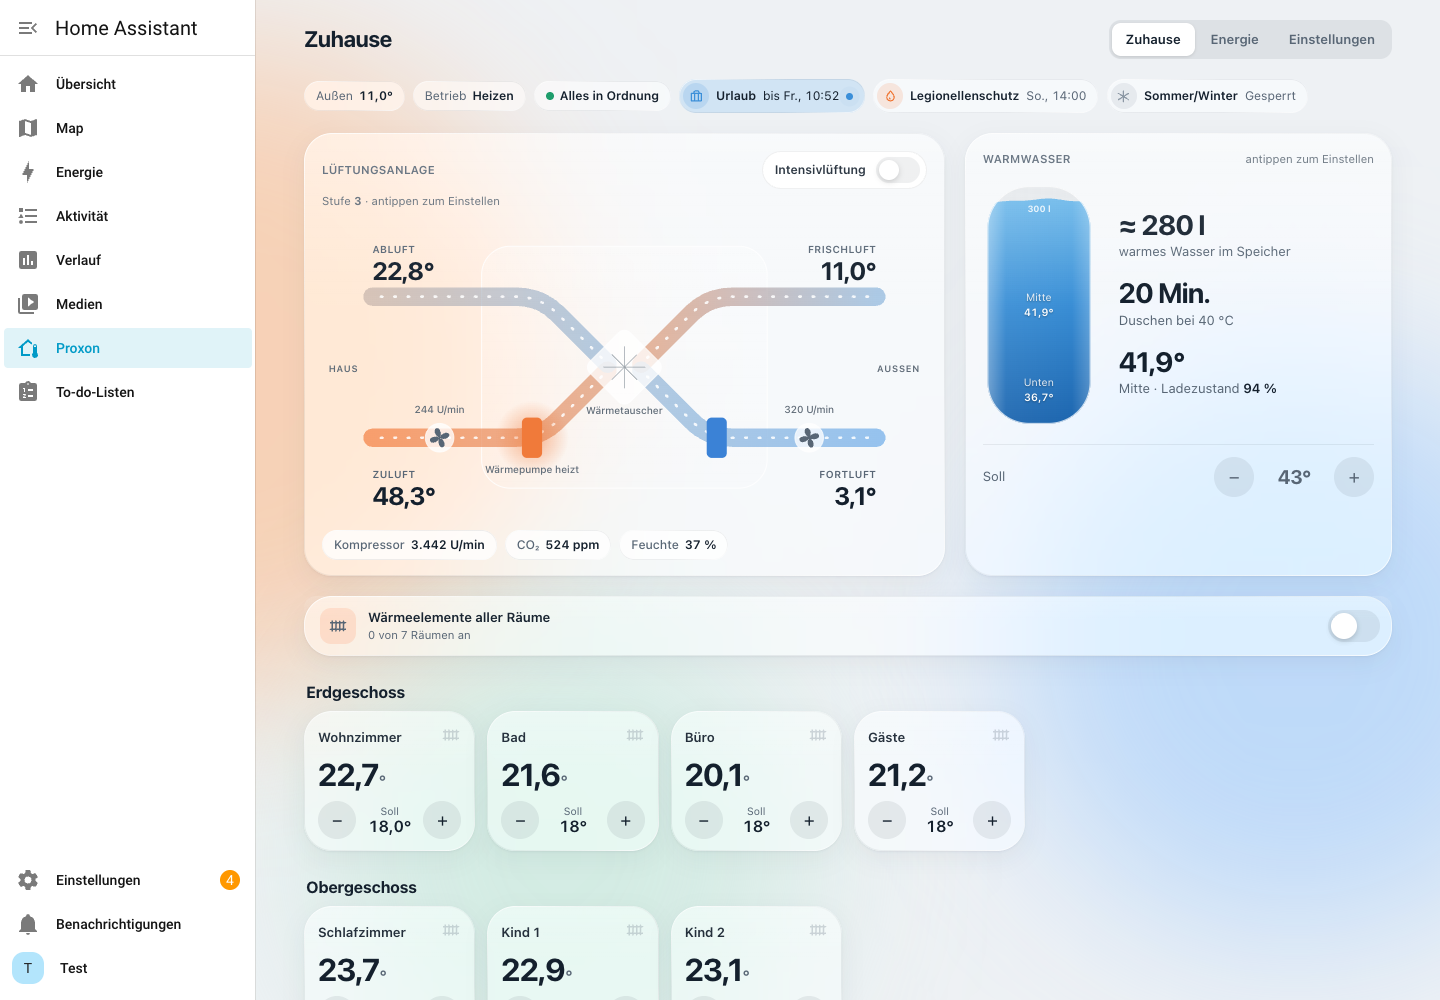 Home Assistant
Übersicht
Map
Energie
Aktivität
Verlauf
Medien
Proxon
To-do-Listen
Einstellungen 4
Benachrichtigungen
T Test
Zuhause
Zuhause Energie Einstellungen
Außen 11,0° Betrieb Heizen Alles in Ordnung Urlaub bis Fr., 10:52 Legionellenschutz So., 14:00 Sommer/Winter Gesperrt
LÜFTUNGSANLAGE
Intensivlüftung
Stufe 3 · antippen zum Einstellen
ABLUFT
22,8°
FRISCHLUFT
11,0°
HAUS
AUSSEN
244 U/min
Wärmetauscher
320 U/min
Wärmepumpe heizt
ZULUFT
48,3°
FORTLUFT
3,1°
Kompressor 3.442 U/min CO₂ 524 ppm Feuchte 37 %
WARMWASSER
antippen zum Einstellen
300 l
Mitte
41,9°
Unten
36,7°
≈ 280 l
warmes Wasser im Speicher
20 Min.
Duschen bei 40 °C
41,9°
Mitte · Ladezustand 94 %
Soll − 43° +
Wärmeelemente aller Räume
0 von 7 Räumen an
Erdgeschoss
Wohnzimmer
22,7°
Soll
− 18,0° +
Bad
21,6°
Soll
− 18° +
Büro
20,1°
Soll
− 18° +
Gäste
21,2°
Soll
− 18° +
Obergeschoss
Schlafzimmer
23,7°
Kind 1
22,9°
Kind 2
23,1°